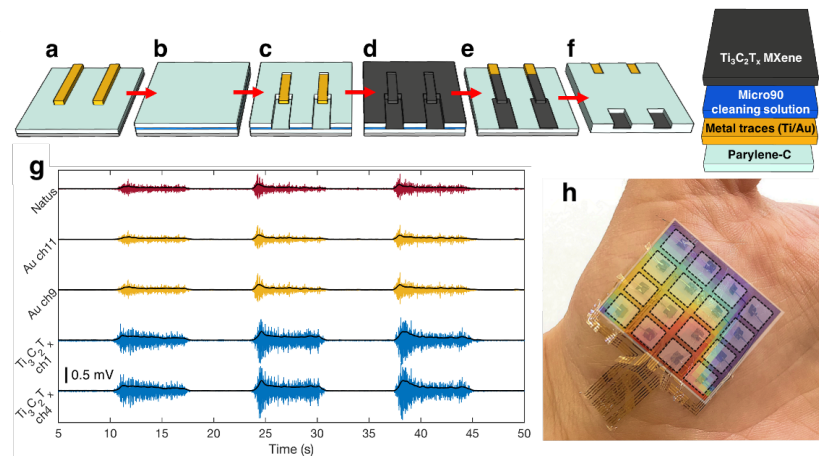 a
b
c
d
e
f
Ti₃C₂Tₓ MXene
Micro90
cleaning solution
Metal traces (Ti/Au)
Parylene-C
g
Natus
Au ch11
Au ch9
Ti₃C₂Tₓ
ch1
Ti₃C₂Tₓ
ch4
0.5 mV
5
10
15
20
25
30
35
40
45
50
Time (s)
h